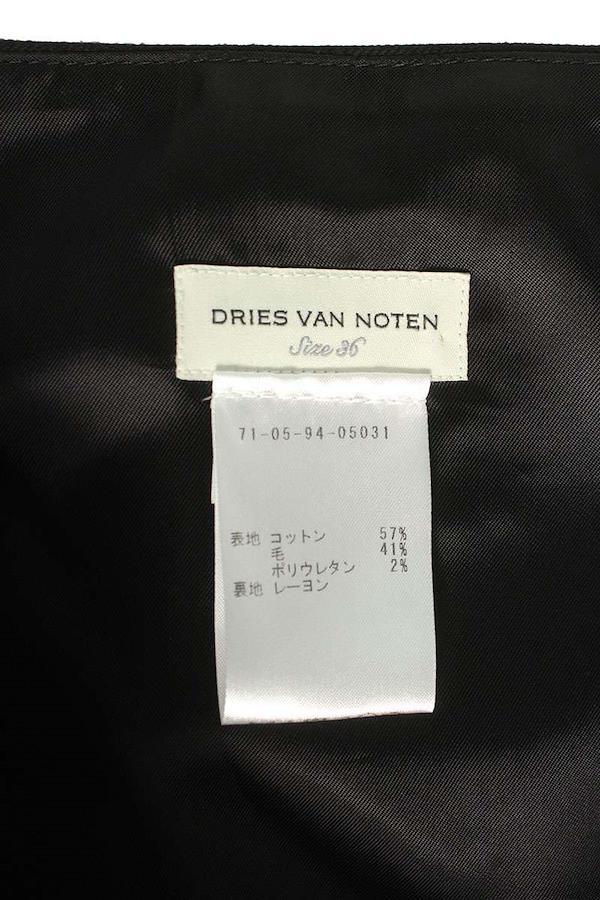 DRIES VAN NOTEN
Size 36
71-05-94-05031
表地 コットン 57%
毛 41%
ポリウレタン 2%
裏地 レーヨン